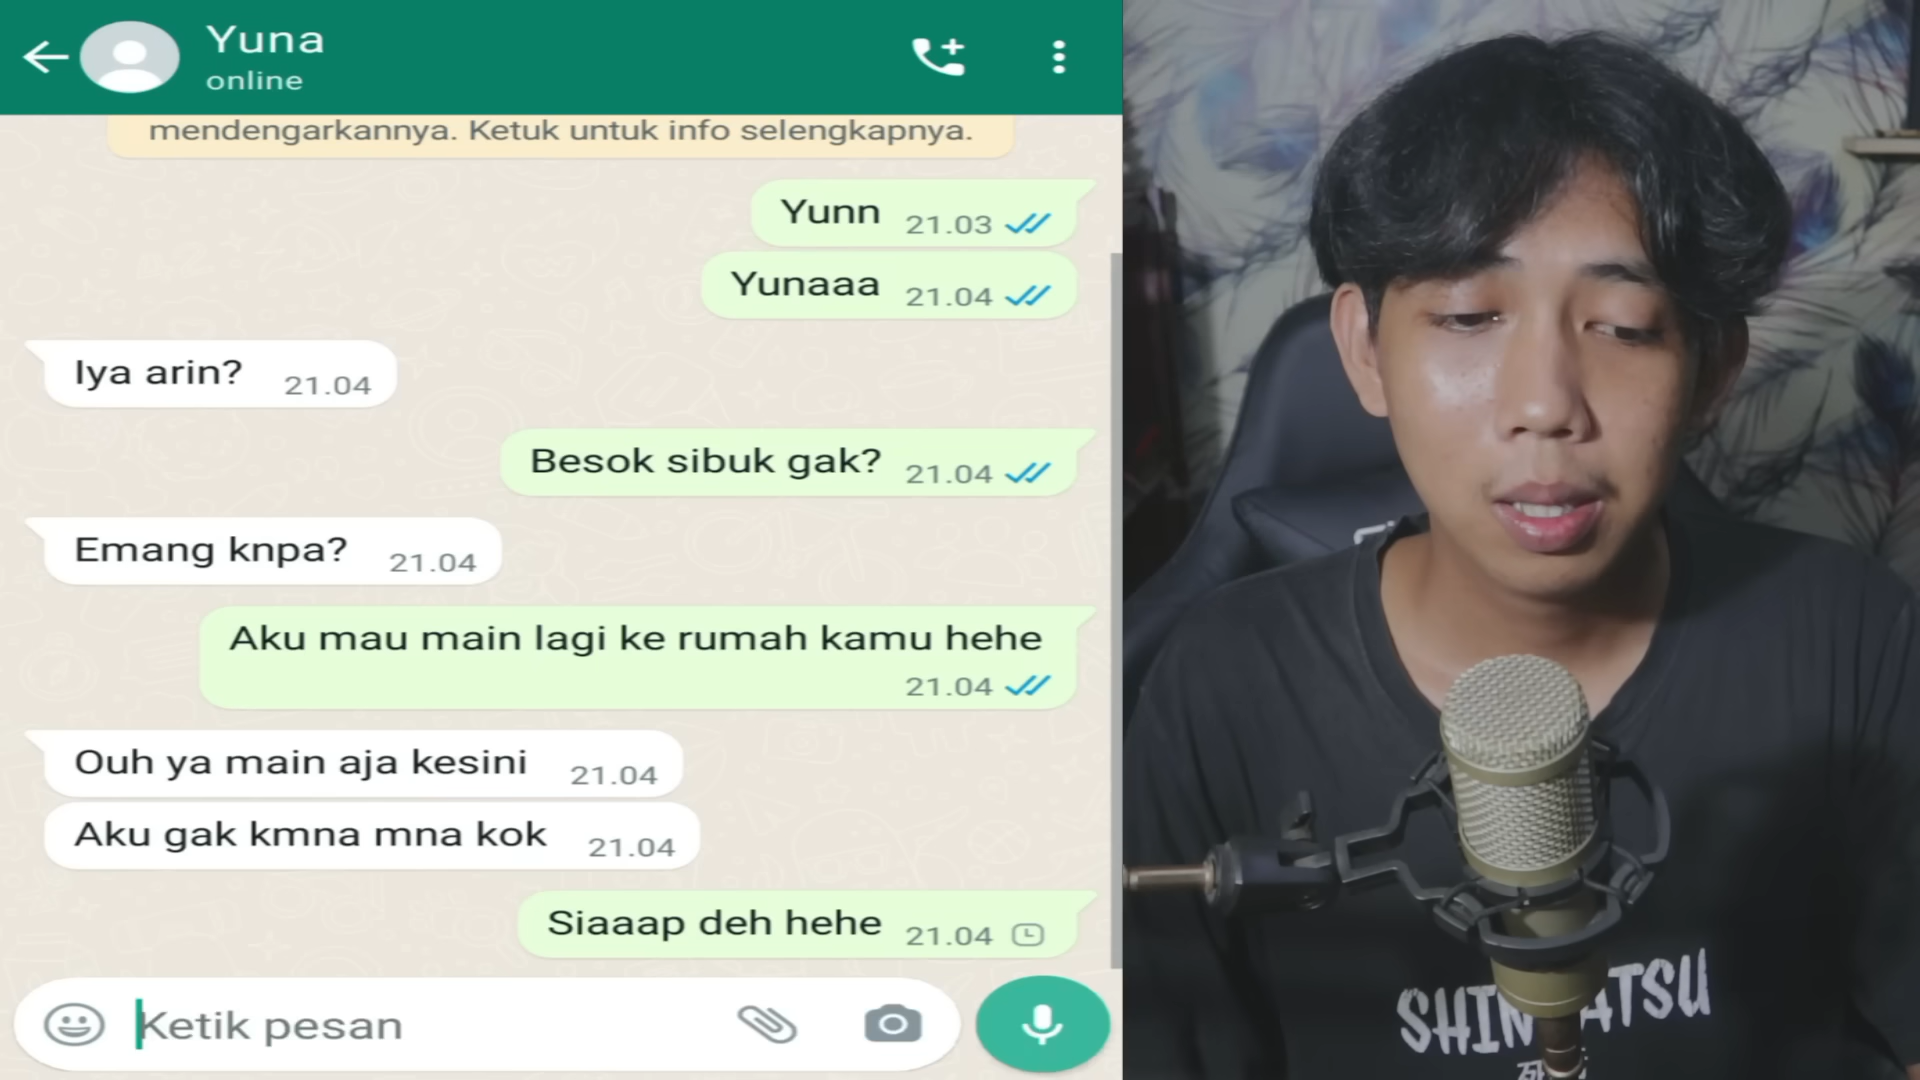 Yuna
online
mendengarkannya. Ketuk untuk info selengkapnya.
Yunn 21.03
Yunaaa 21.04
Iya arin? 21.04
Besok sibuk gak? 21.04
Emang knpa? 21.04
Aku mau main lagi ke rumah kamu hehe
21.04
Ouh ya main aja kesini 21.04
Aku gak kmna mna kok 21.04
Siaaap deh hehe 21.04
Ketik pesan